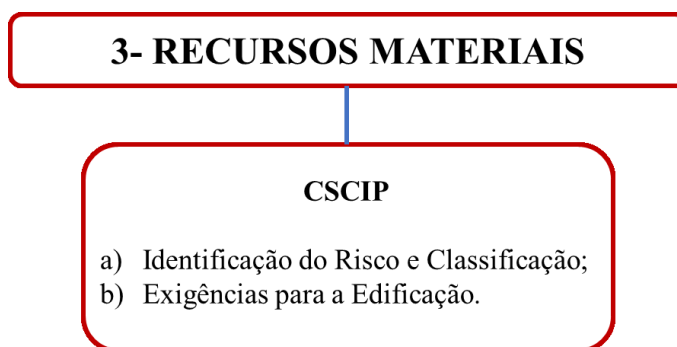 3- RECURSOS MATERIAIS
CSCIP
a) Identificação do Risco e Classificação;
b) Exigências para a Edificação.